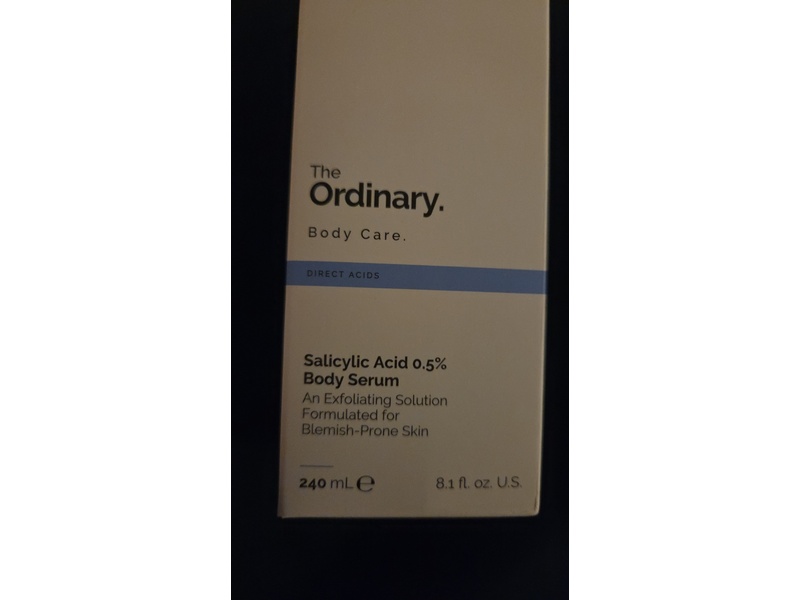 The
Ordinary.
Body Care.
DIRECT ACIDS
Salicylic Acid 0.5%
Body Serum
An Exfoliating Solution
Formulated for
Blemish-Prone Skin
240 mL ℮ 8.1 fl. oz. U.S.